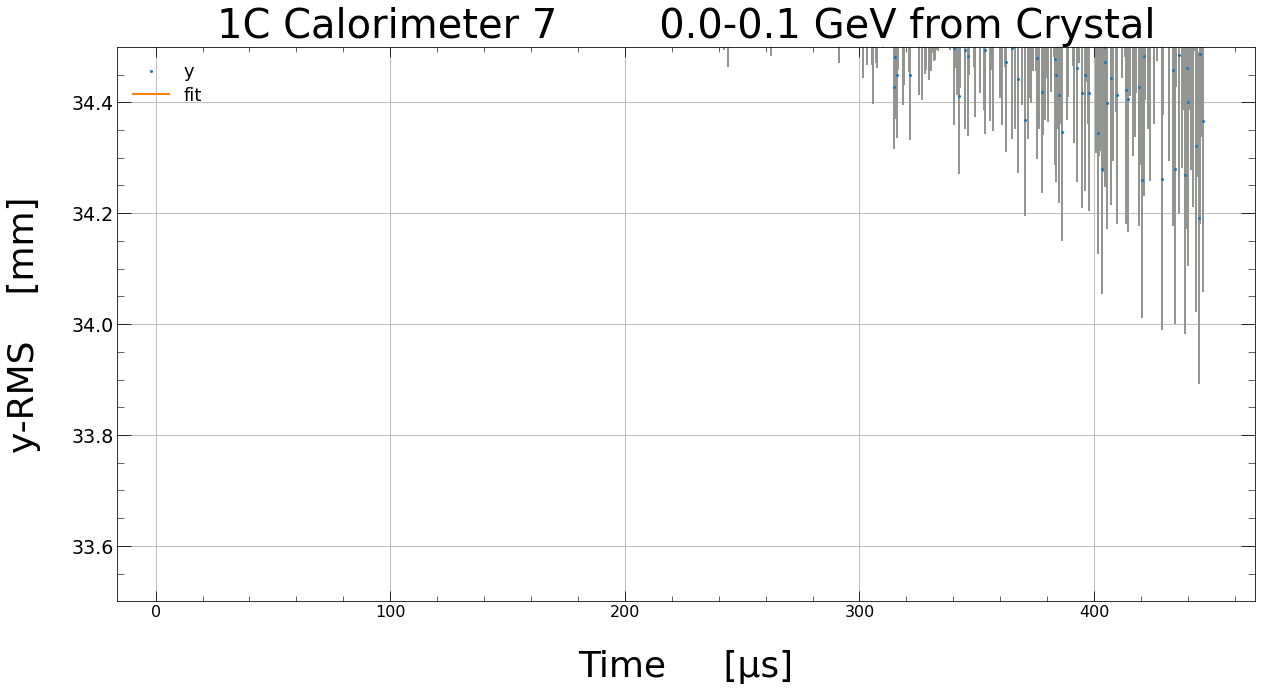 1C Calorimeter 7 0.0-0.1 GeV from Crystal
y
fit
34.4
34.2
34.0
33.8
33.6
y-RMS [mm]
0 100 200 300 400
Time [µs]